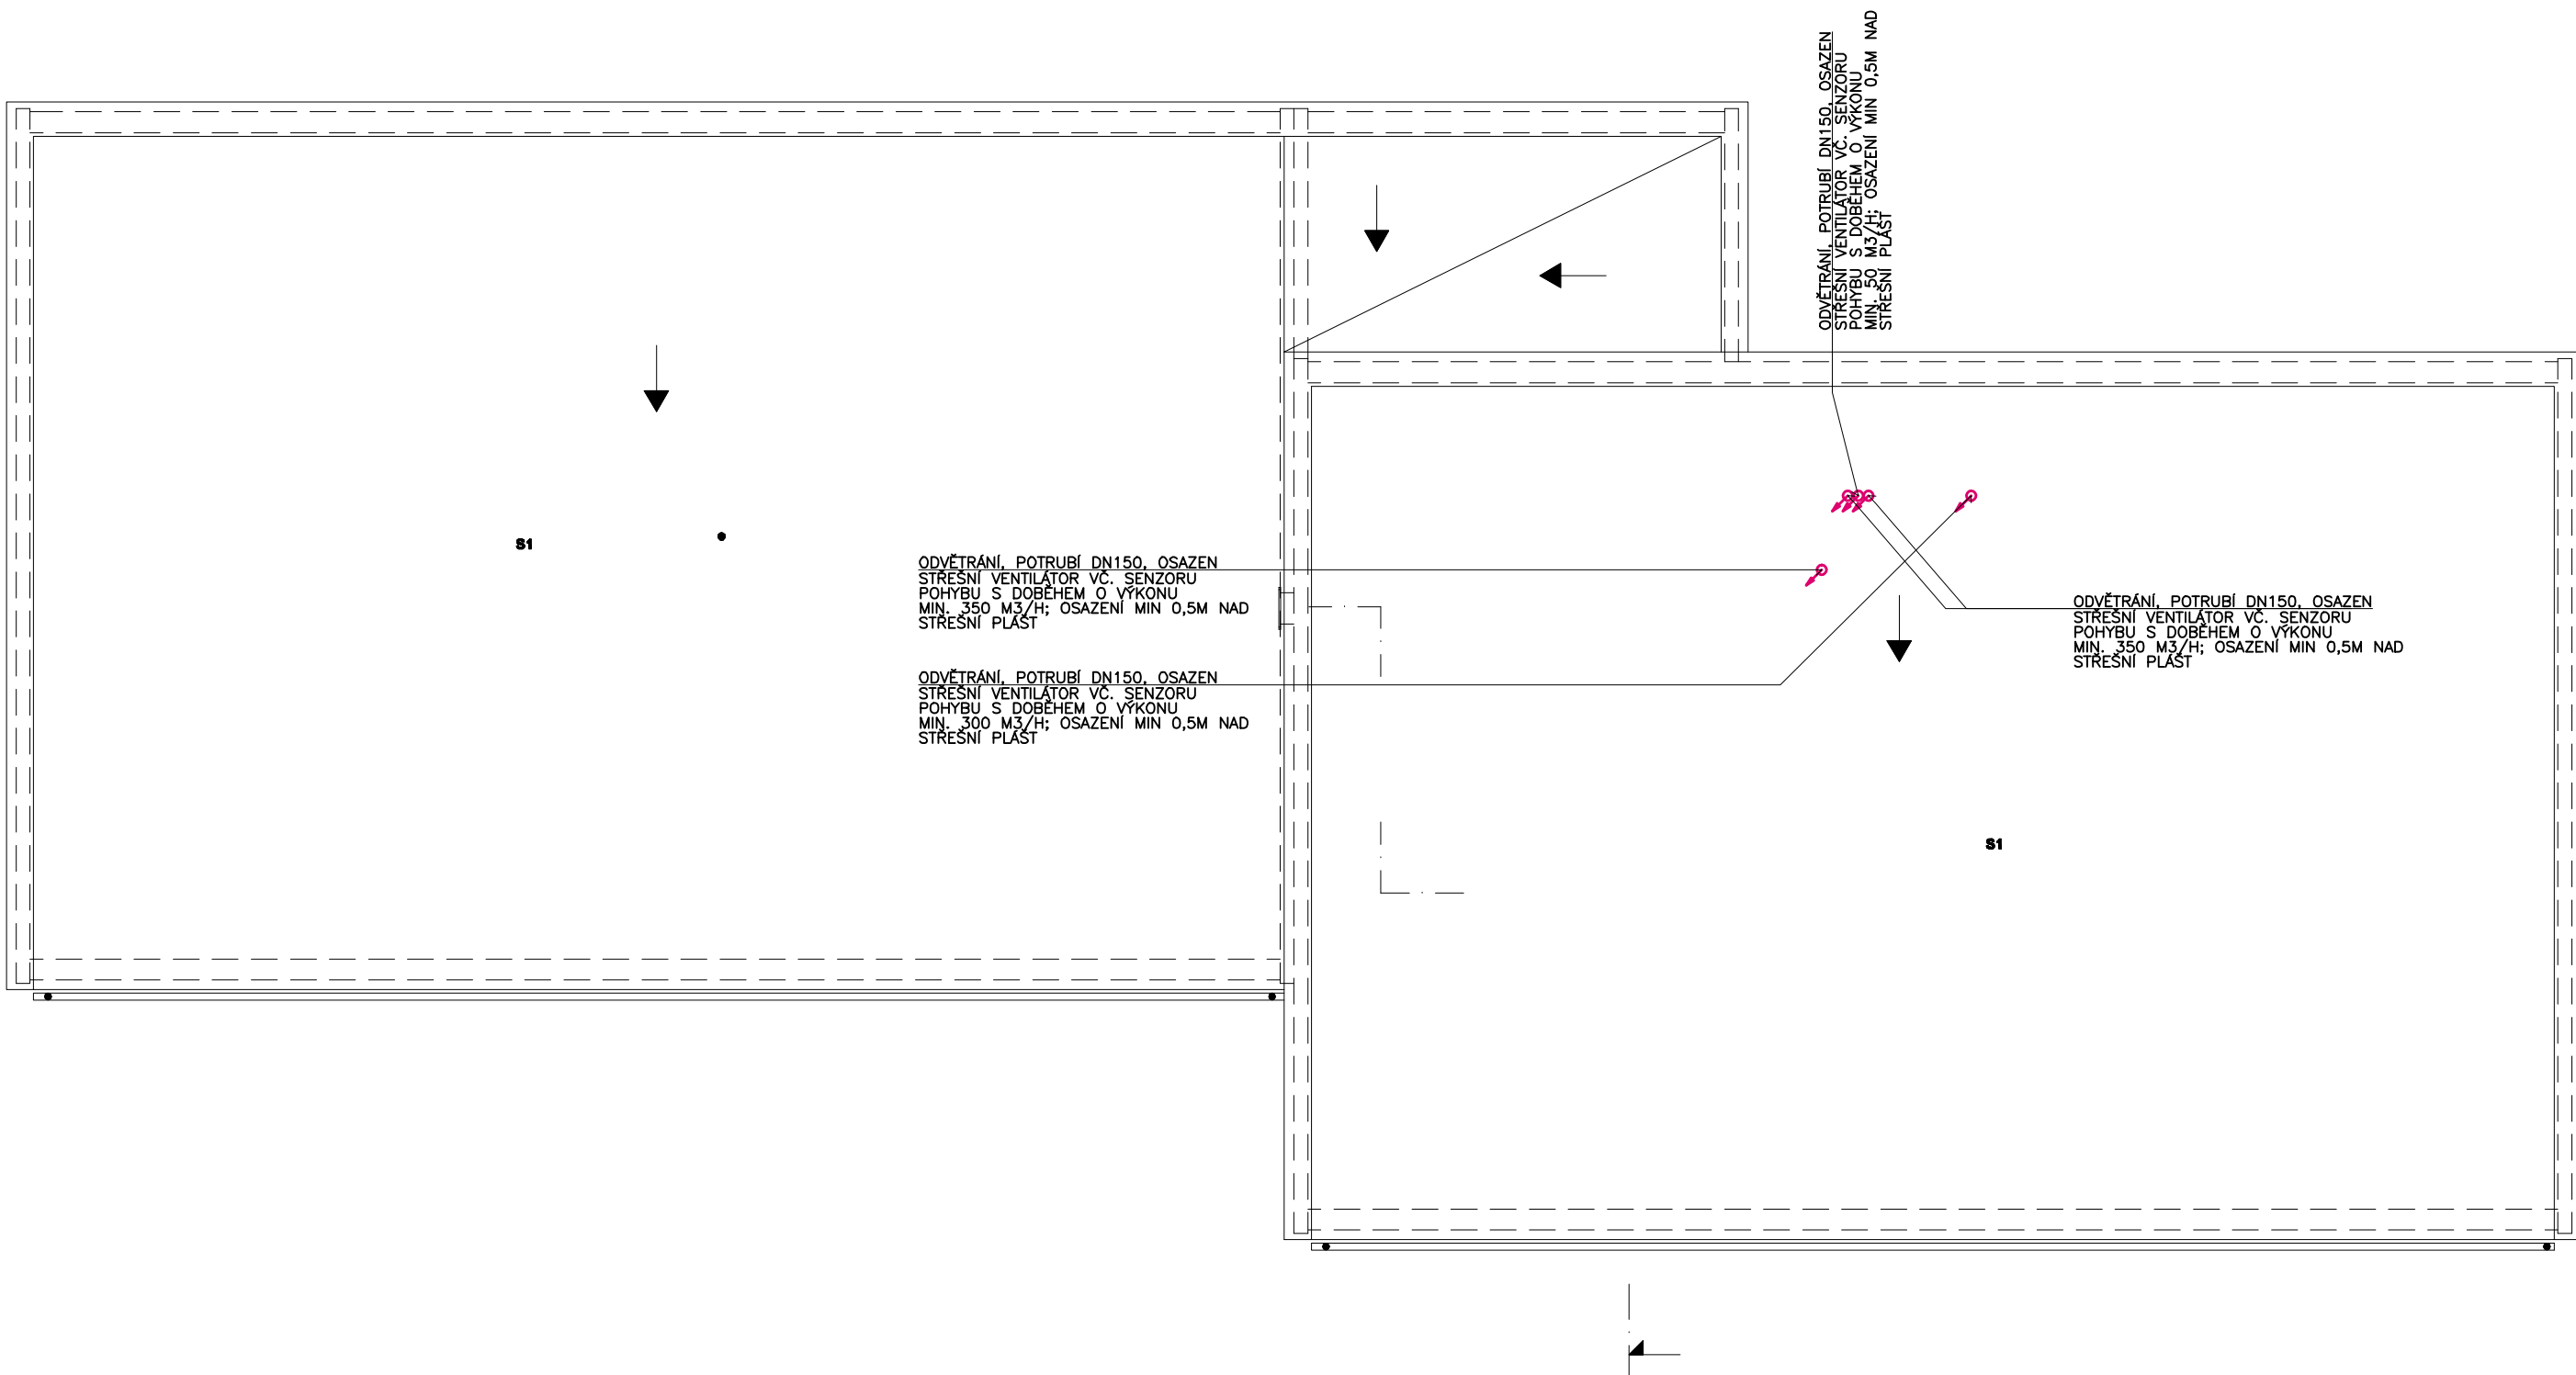 ODVĚTRÁNÍ, POTRUBÍ DN150, OSAZEN
STŘEŠNÍ VENTILÁTOR VČ. SENZORU
POHYBU S DOBĚHEM O VÝKONU
MIN. 50 M3/H; OSAZENÍ MIN 0,5M NAD
STŘEŠNÍ PLÁŠŤ
S1
ODVĚTRÁNÍ, POTRUBÍ DN150, OSAZEN
STŘEŠNÍ VENTILÁTOR VČ. SENZORU
POHYBU S DOBĚHEM O VÝKONU
MIN. 350 M3/H; OSAZENÍ MIN 0,5M NAD
STŘEŠNÍ PLÁŠŤ
ODVĚTRÁNÍ, POTRUBÍ DN150, OSAZEN
STŘEŠNÍ VENTILÁTOR VČ. SENZORU
POHYBU S DOBĚHEM O VÝKONU
MIN. 350 M3/H; OSAZENÍ MIN 0,5M NAD
STŘEŠNÍ PLÁŠŤ
ODVĚTRÁNÍ, POTRUBÍ DN150, OSAZEN
STŘEŠNÍ VENTILÁTOR VČ. SENZORU
POHYBU S DOBĚHEM O VÝKONU
MIN. 300 M3/H; OSAZENÍ MIN 0,5M NAD
STŘEŠNÍ PLÁŠŤ
S1